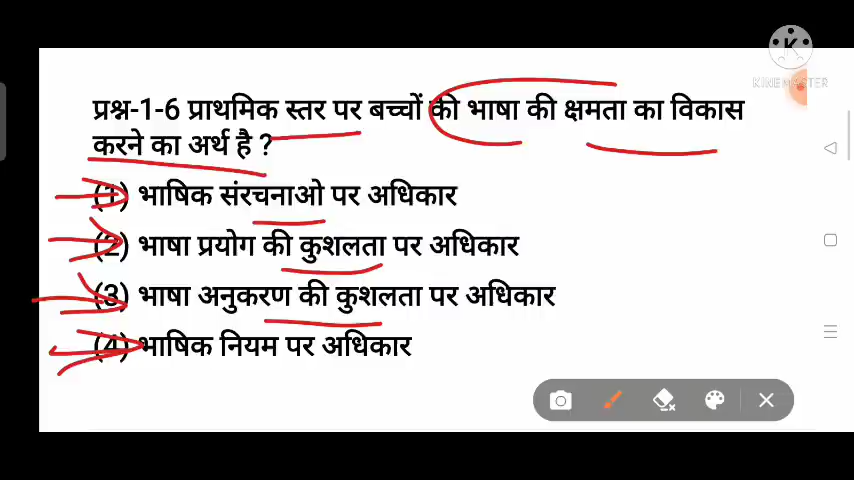 KINEMASTER
प्रश्न-1-6 प्राथमिक स्तर पर बच्चों की भाषा की क्षमता का विकास
करने का अर्थ है ?
(1) भाषिक संरचनाओ पर अधिकार
(2) भाषा प्रयोग की कुशलता पर अधिकार
(3) भाषा अनुकरण की कुशलता पर अधिकार
(4) भाषिक नियम पर अधिकार